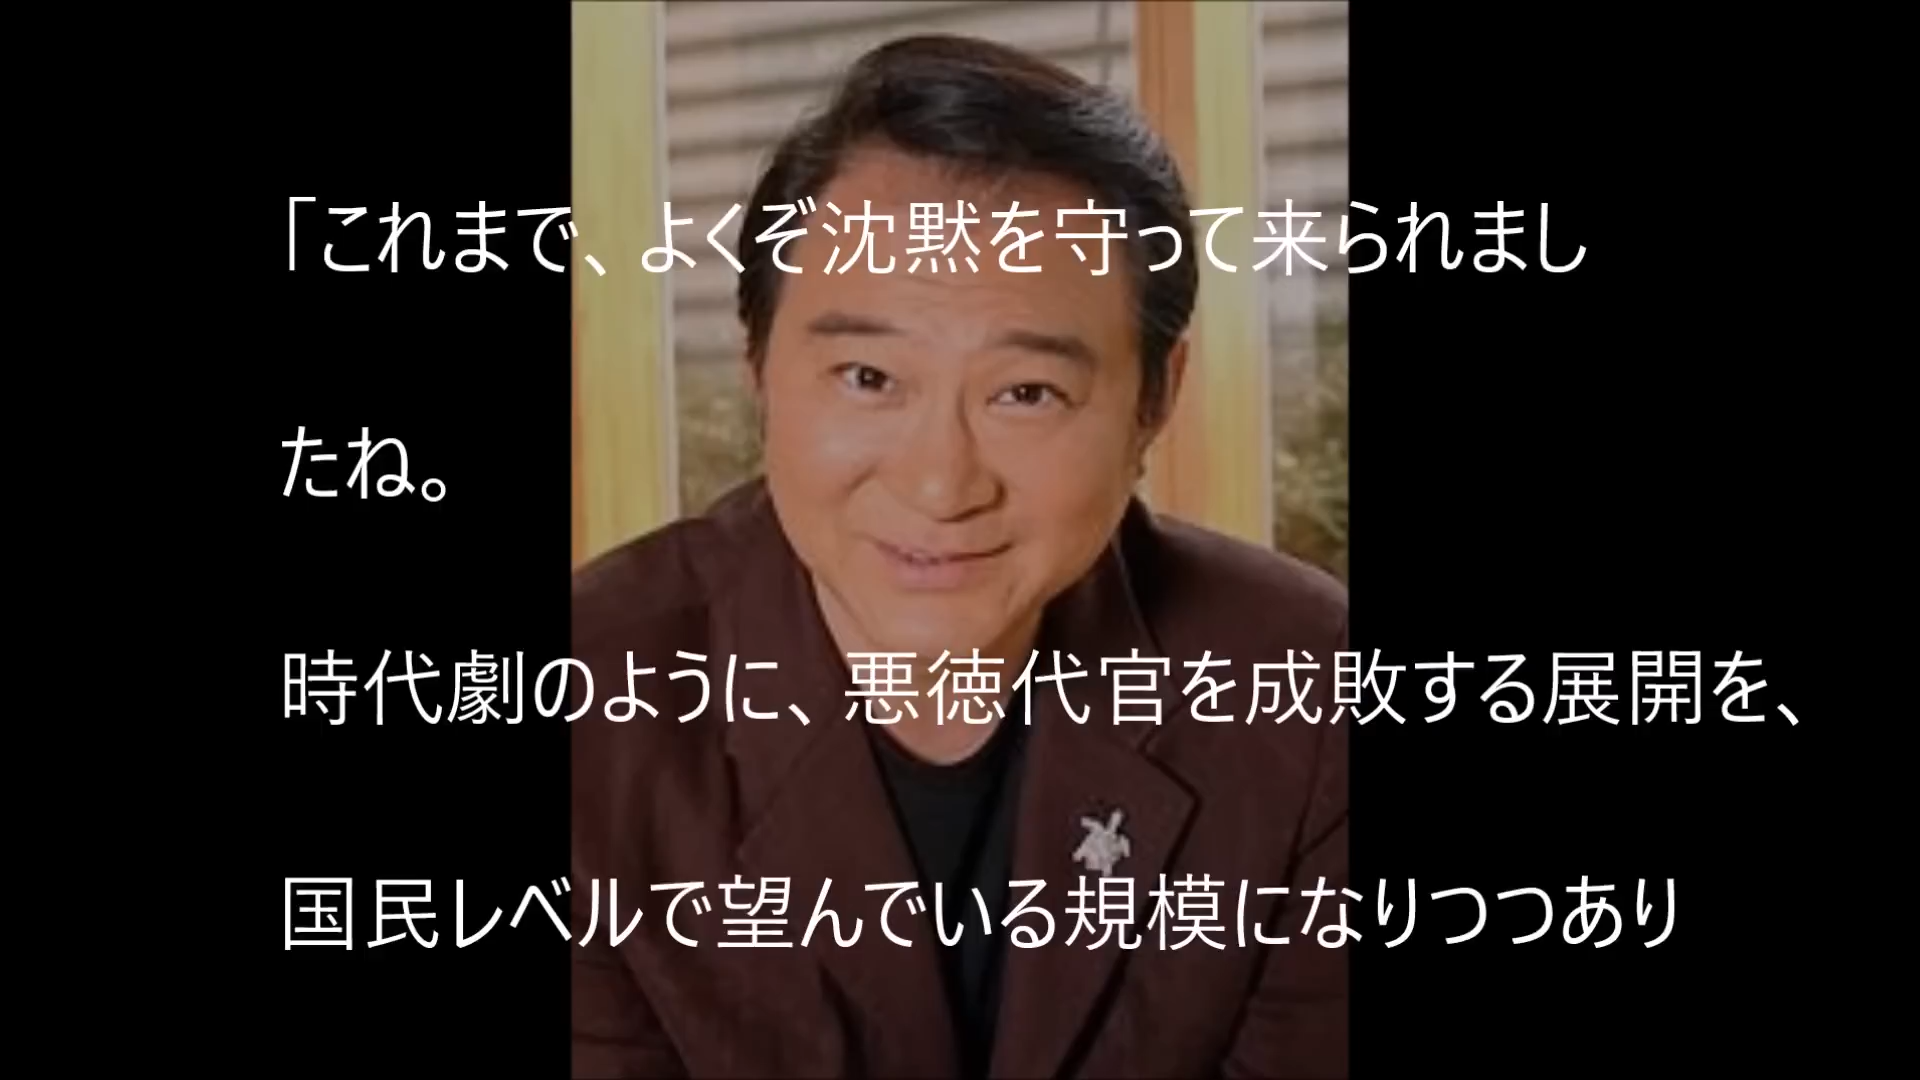 「これまで、よくぞ沈黙を守って来られまし
たね。
時代劇のように、悪徳代官を成敗する展開を、
国民レベルで望んでいる規模になりつつあり